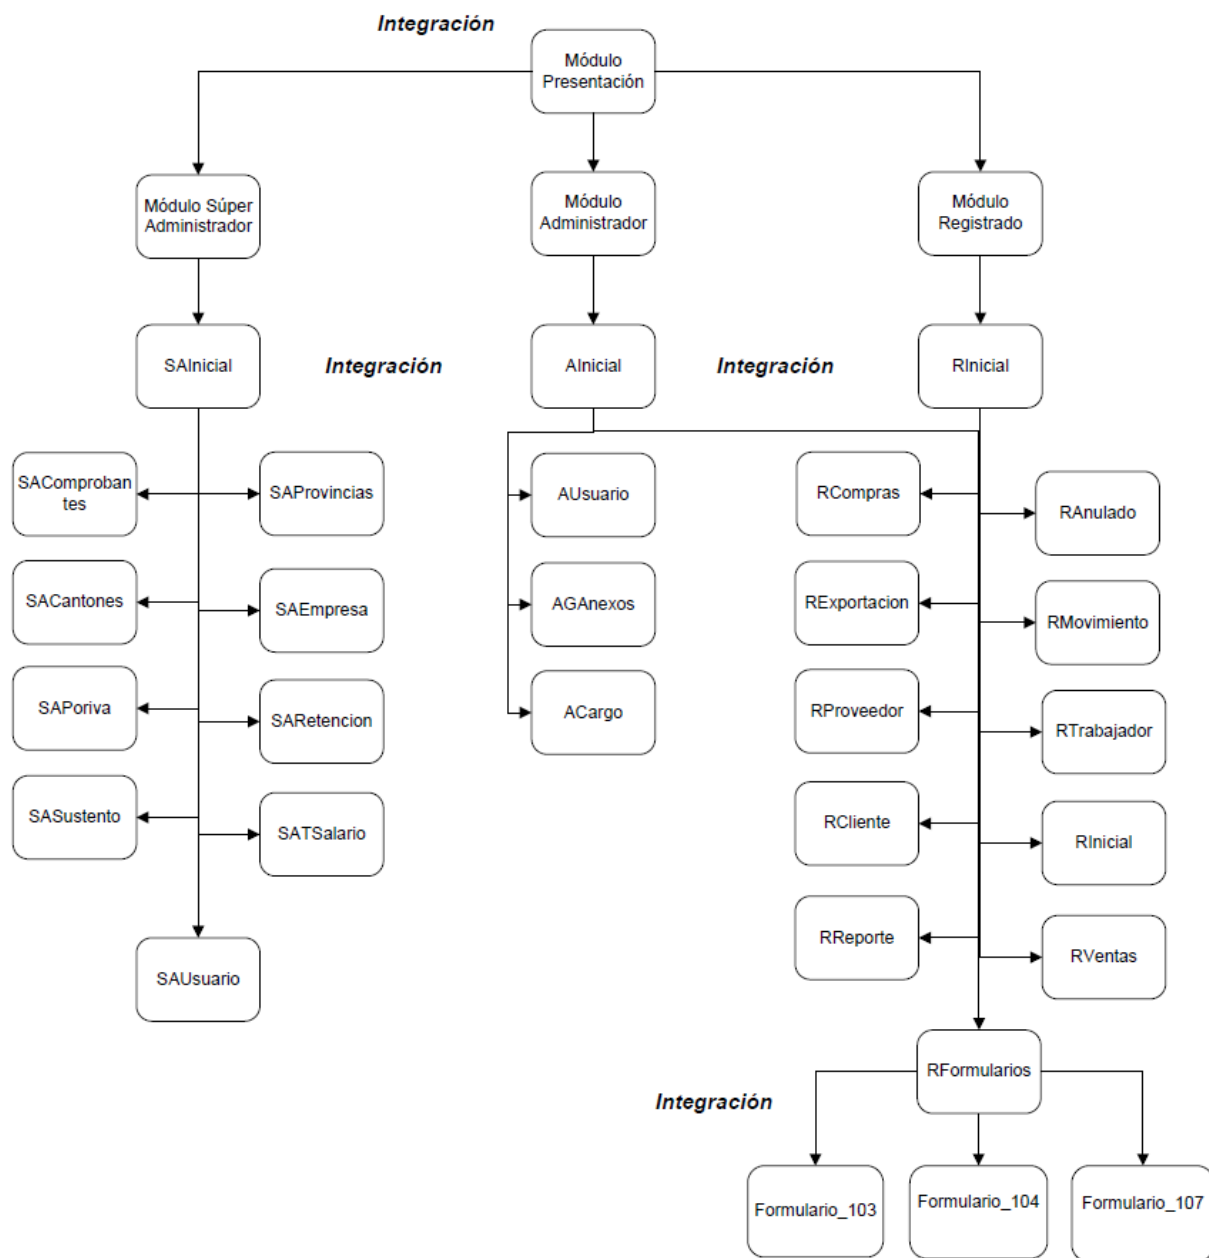 Integración
Módulo
Presentación
Módulo Súper
Administrador
Módulo
Administrador
Módulo
Registrado
SAInicial
Integración
AInicial
Integración
RInicial
SAComproban
tes
SAProvincias
AUsuario
RCompras
RAnulado
SACantones
SAEmpresa
AGAnexos
RExportacion
RMovimiento
SAPoriva
SARetencion
ACargo
RProveedor
RTrabajador
SASustento
SATSalario
RCliente
RInicial
RReporte
RVentas
SAUsuario
RFormularios
Integración
Formulario_103
Formulario_104
Formulario_107